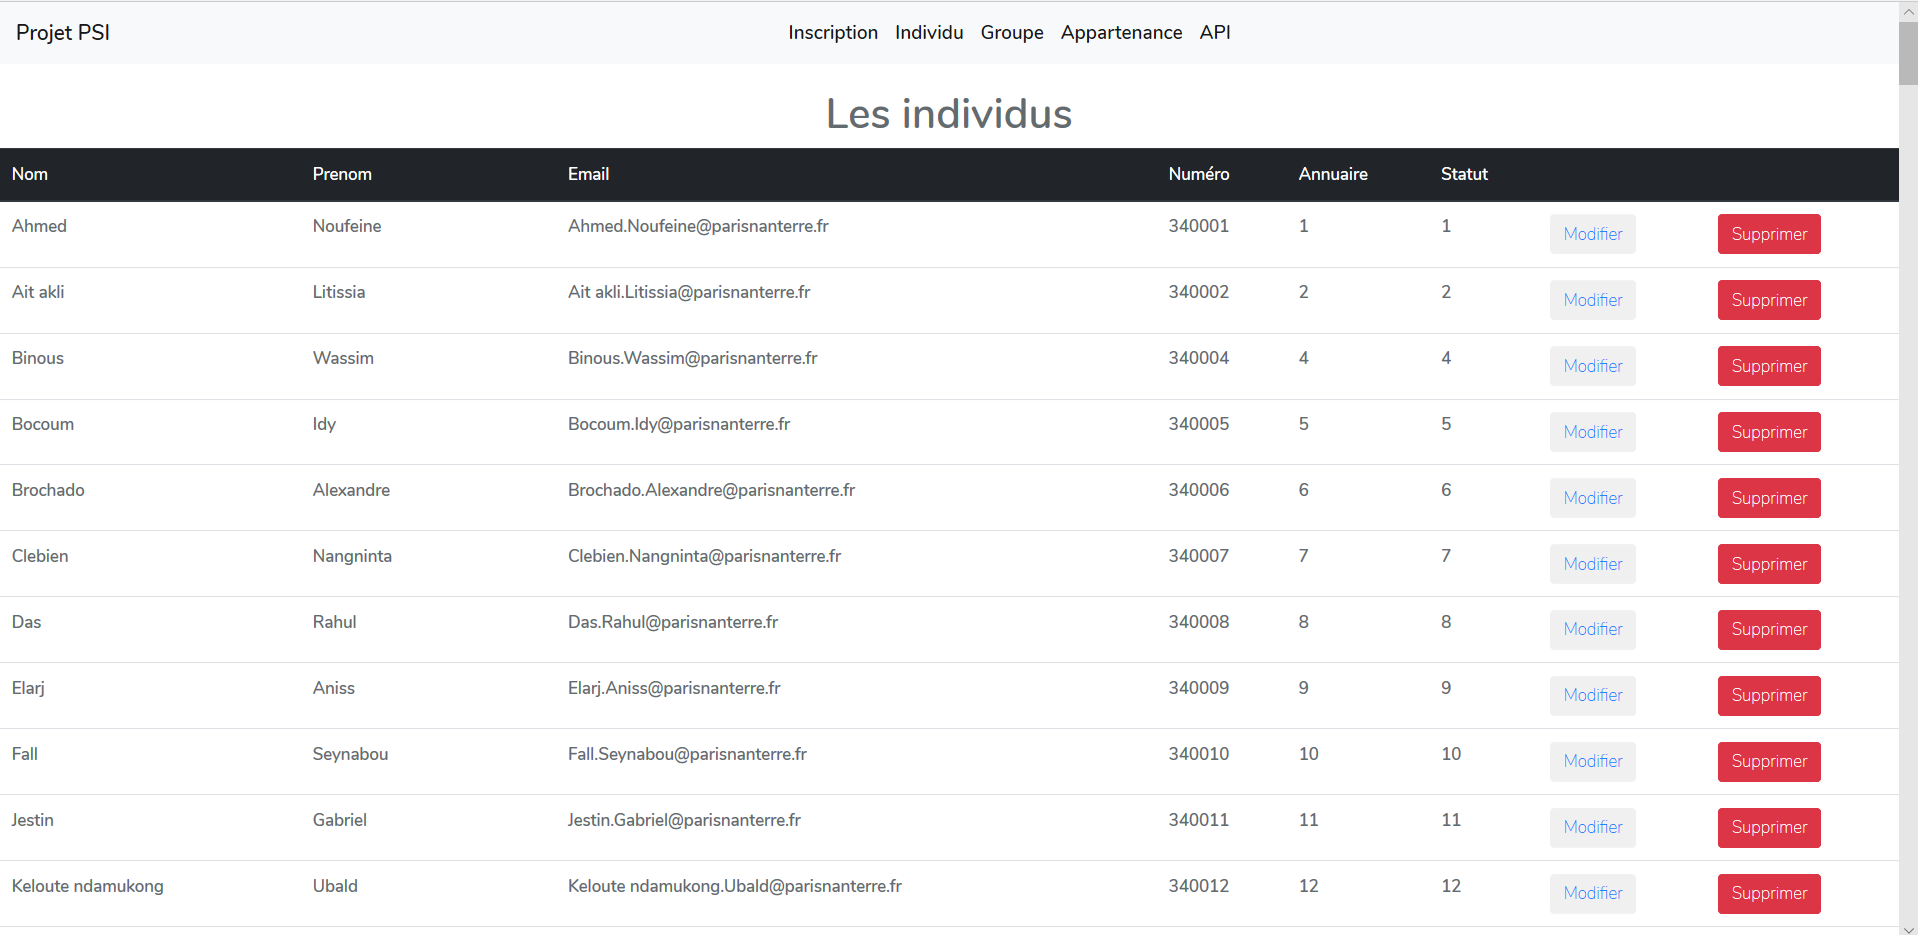 Projet PSI Inscription Individu Groupe Appartenance API
Les individus
Nom Prenom Email Numéro Annuaire Statut
Ahmed Noufeine Ahmed.Noufeine@parisnanterre.fr 340001 1 1 Modifier Supprimer
Ait akli Litissia Ait akli.Litissia@parisnanterre.fr 340002 2 2 Modifier Supprimer
Binous Wassim Binous.Wassim@parisnanterre.fr 340004 4 4 Modifier Supprimer
Bocoum Idy Bocoum.Idy@parisnanterre.fr 340005 5 5 Modifier Supprimer
Brochado Alexandre Brochado.Alexandre@parisnanterre.fr 340006 6 6 Modifier Supprimer
Clebien Nangninta Clebien.Nangninta@parisnanterre.fr 340007 7 7 Modifier Supprimer
Das Rahul Das.Rahul@parisnanterre.fr 340008 8 8 Modifier Supprimer
Elarj Aniss Elarj.Aniss@parisnanterre.fr 340009 9 9 Modifier Supprimer
Fall Seynabou Fall.Seynabou@parisnanterre.fr 340010 10 10 Modifier Supprimer
Jestin Gabriel Jestin.Gabriel@parisnanterre.fr 340011 11 11 Modifier Supprimer
Keloute ndamukong Ubald Keloute ndamukong.Ubald@parisnanterre.fr 340012 12 12 Modifier Supprimer